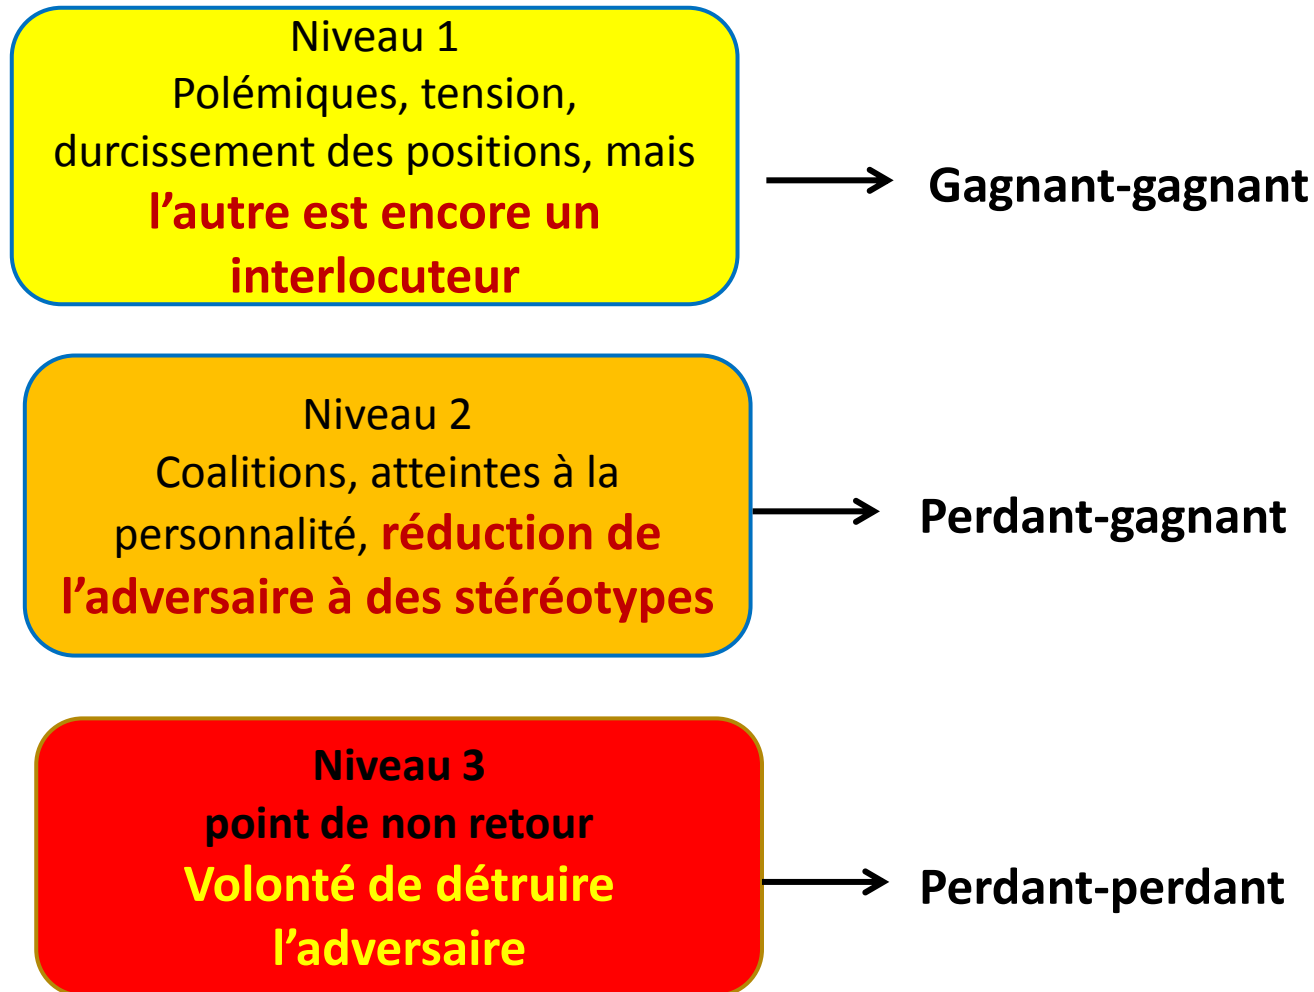 Niveau 1
Polémiques, tension,
durcissement des positions, mais
l’autre est encore un
interlocuteur
Gagnant-gagnant
Niveau 2
Coalitions, atteintes à la
personnalité, réduction de
l’adversaire à des stéréotypes
Perdant-gagnant
Niveau 3
point de non retour
Volonté de détruire
l’adversaire
Perdant-perdant